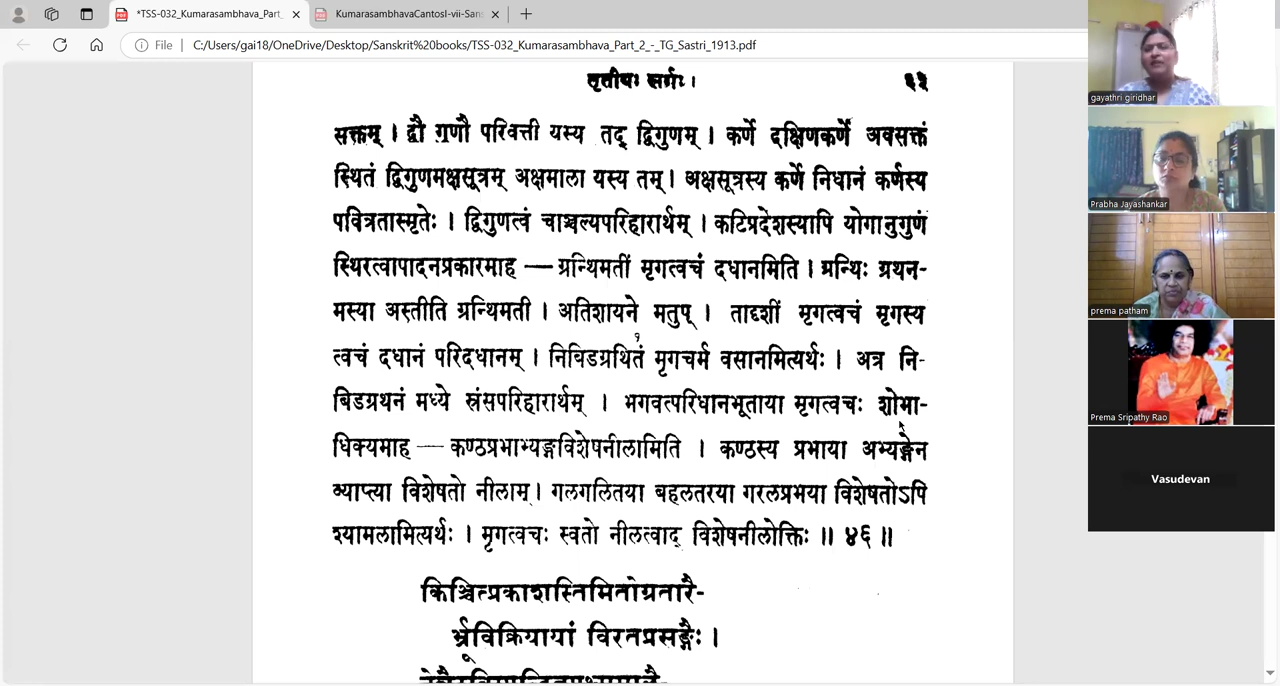 *TSS-032_Kumarasambhava_Part_
KumarasambhavaCantosI-vii-Sans
File
C:/Users/gai18/OneDrive/Desktop/Sanskrit%20books/TSS-032_Kumarasambhava_Part_2_-_TG_Sastri_1913.pdf
तृतीयः सर्गः । ६५
सक्तम् । द्वौ गणौ परिवत्ती यस्य तद् द्विगुणम् । कर्णे दक्षिणकर्णे अवसक्तं
स्थितं द्विगुणमक्षसूत्रम् अक्षमाला यस्य तम् । अक्षसूत्रस्य कर्णे निधानं कर्णस्य
पवित्रतास्मृतेः । द्विगुणत्वं चाञ्चल्यपरिहारार्थम् । कटिप्रदेशस्यापि योगानुगुणं
स्थिरत्वापादनप्रकारमाह — ग्रन्थिमतीं मृगत्वचं दधानमिति । ग्रन्थिः ग्रथन-
मस्या अस्तीति ग्रन्थिमती । अतिशायने मतुप् । तादृशीं मृगत्वचं मृगस्य
त्वचं दधानं परिदधानम् । निबिडग्रथितं मृगचर्म वसानमित्यर्थः । अत्र नि-
बिडग्रथनं मध्ये स्रंसपरिहारार्थम् । भगवत्परिधानभूताया मृगत्वचः शोभा-
धिक्यमाह — कण्ठप्रभाभ्यङ्गविशेषनीलामिति । कण्ठस्य प्रभाया अभ्यङ्गेन
व्याप्त्या विशेषतो नीलाम् । गलगलितया बहलतरया गरलप्रभया विशेषतोऽपि
श्यामलामित्यर्थः । मृगत्वचः स्वतो नीलत्वाद् विशेषनीलोक्तिः ॥ ४६ ॥
किञ्चित्प्रकाशस्तिमितोग्रतारै-
र्भ्रूविक्रियायां विरतप्रसङ्गैः ।
gayathri giridhar
Prabha Jayashankar
prema patham
Prema Sripathy Rao
Vasudevan